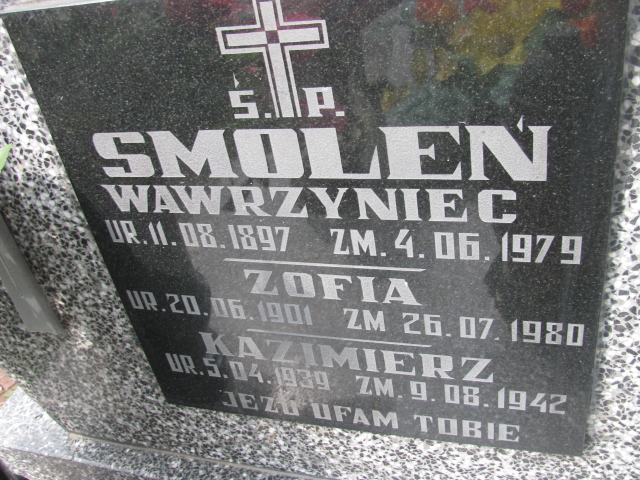 Ś.P.
SMOLEŃ
WAWRZYNIEC
UR.11.08.1897 ZM.4.06.1979
ZOFIA
UR.20.06.1901 ZM 26.07.1980
KAZIMIERZ
UR.5.04.1939 ZM.9.08.1942
JEZU UFAM TOBIE